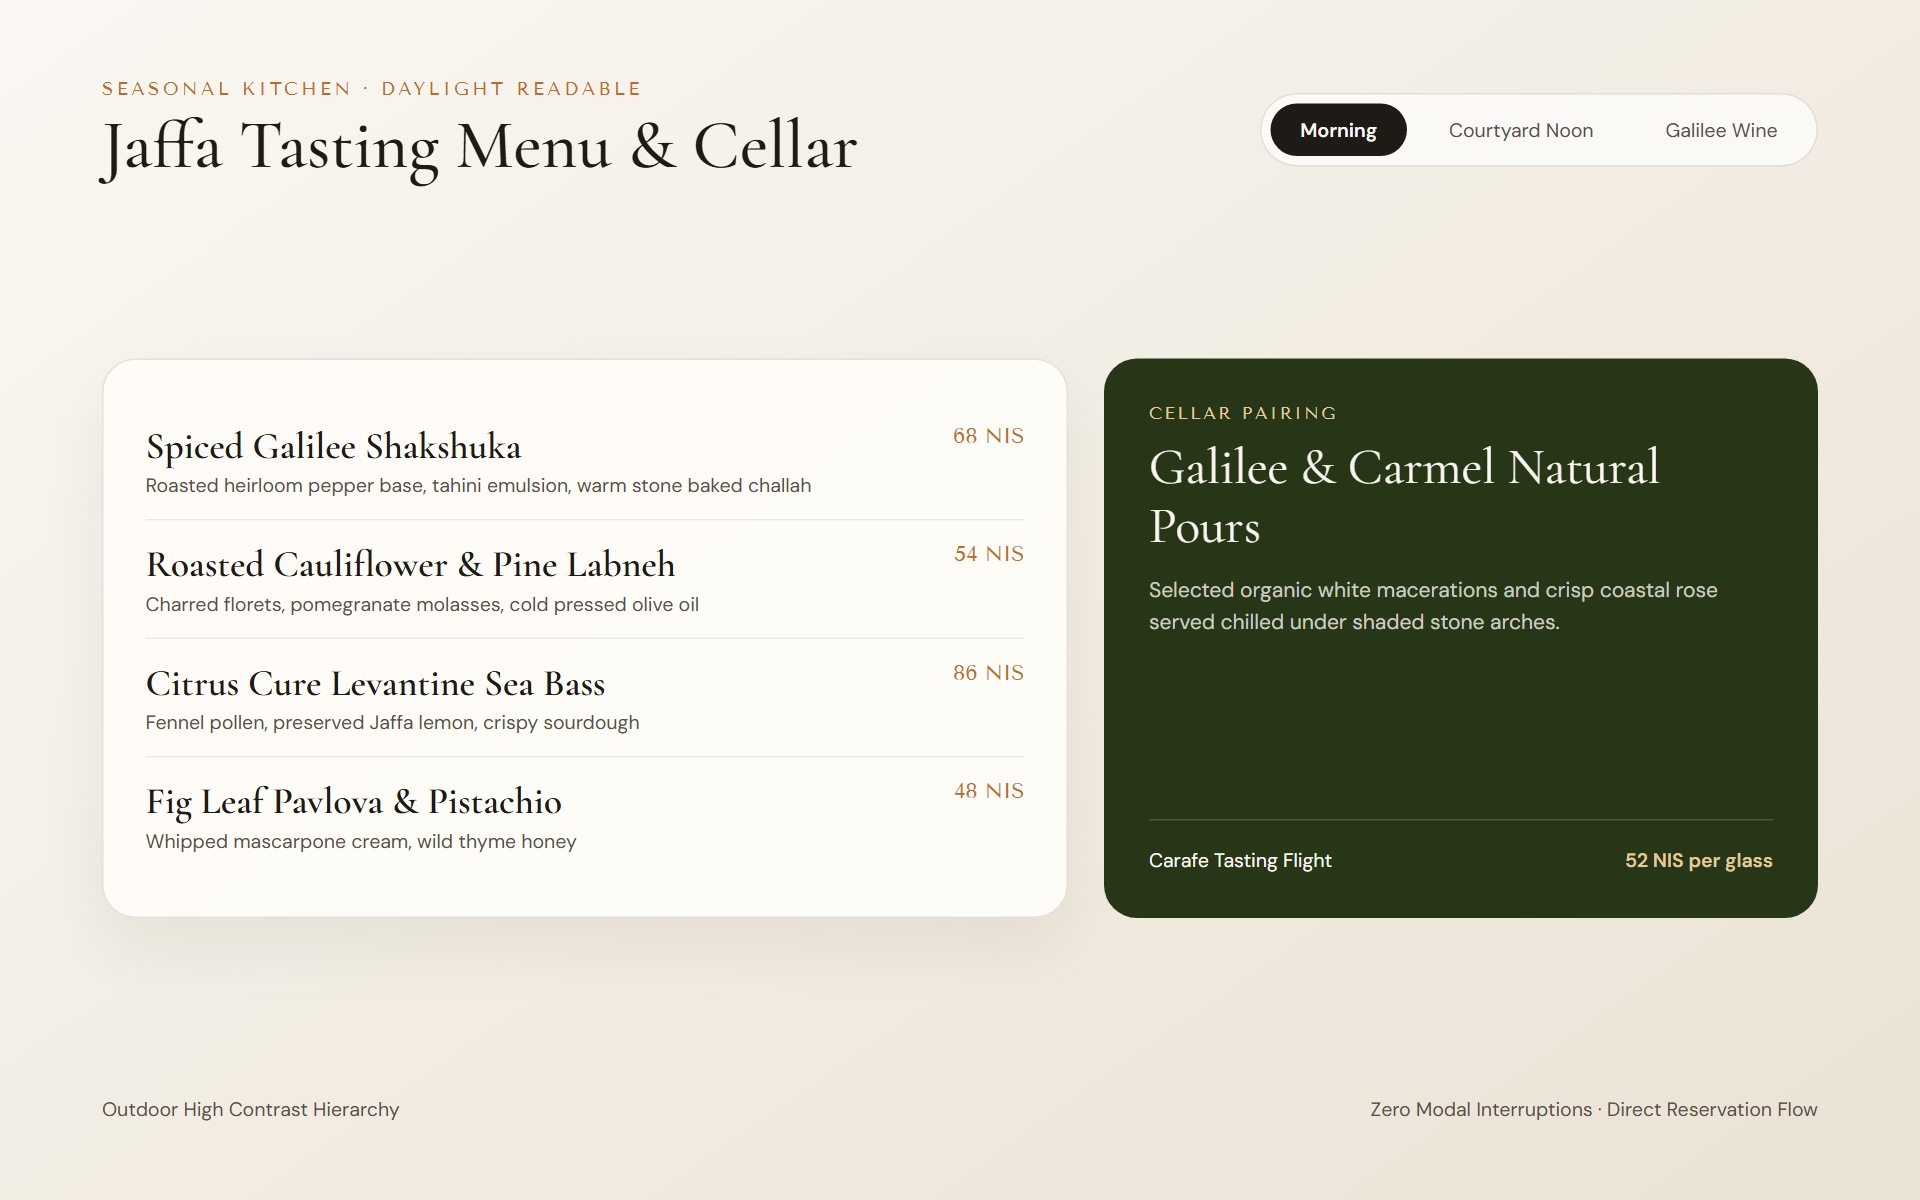 SEASONAL KITCHEN · DAYLIGHT READABLE
Jaffa Tasting Menu & Cellar
Morning
Courtyard Noon
Galilee Wine
Spiced Galilee Shakshuka
68 NIS
Roasted heirloom pepper base, tahini emulsion, warm stone baked challah
Roasted Cauliflower & Pine Labneh
54 NIS
Charred florets, pomegranate molasses, cold pressed olive oil
Citrus Cure Levantine Sea Bass
86 NIS
Fennel pollen, preserved Jaffa lemon, crispy sourdough
Fig Leaf Pavlova & Pistachio
48 NIS
Whipped mascarpone cream, wild thyme honey
CELLAR PAIRING
Galilee & Carmel Natural
Pours
Selected organic white macerations and crisp coastal rose
served chilled under shaded stone arches.
Carafe Tasting Flight
52 NIS per glass
Outdoor High Contrast Hierarchy
Zero Modal Interruptions · Direct Reservation Flow